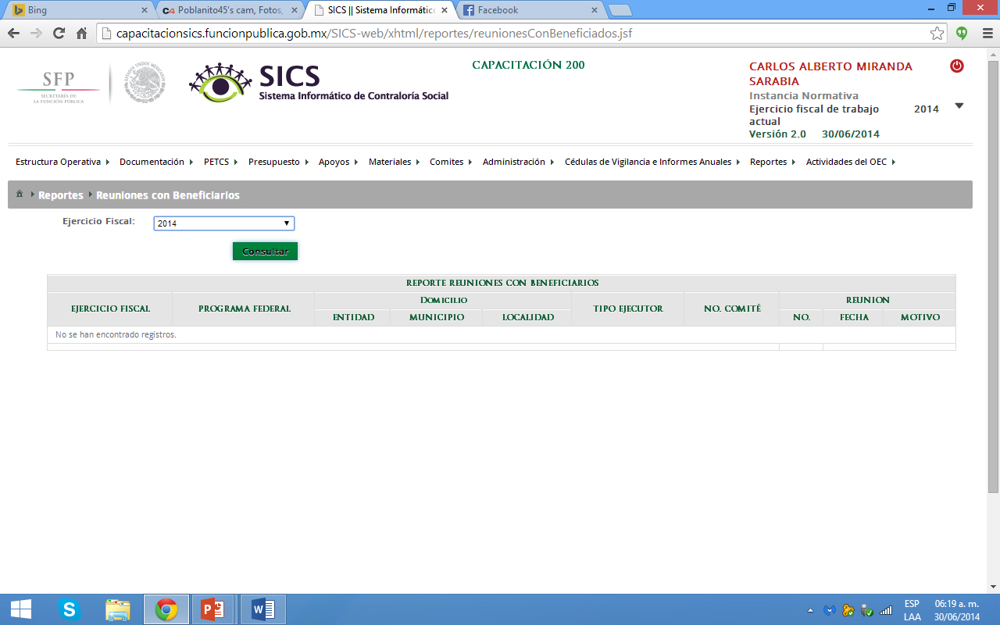 Bing
C4 Poblanito45's cam, Fotos,
SICS || Sistema Informátic
Facebook
capacitacionsics.funcionpublica.gob.mx/SICS-web/xhtml/reportes/reunionesConBeneficiados.jsf
SFP
SECRETARÍA DE
LA FUNCIÓN PÚBLICA
ESTADOS UNIDOS MEXICANOS
SICS
Sistema Informático de Contraloría Social
CAPACITACIÓN 200
CARLOS ALBERTO MIRANDA
SARABIA
Instancia Normativa
Ejercicio fiscal de trabajo actual 2014
Versión 2.0 30/06/2014
Estructura Operativa Documentación PETCS Presupuesto Apoyos Materiales Comites Administración Cédulas de Vigilancia e Informes Anuales Reportes Actividades del OEC
Reportes Reuniones con Beneficiarios
Ejercicio Fiscal: 2014
Consultar
REPORTE REUNIONES CON BENEFICIARIOS
EJERCICIO FISCAL PROGRAMA FEDERAL DOMICILIO TIPO EJECUTOR NO. COMITÉ REUNION
ENTIDAD MUNICIPIO LOCALIDAD NO. FECHA MOTIVO
No se han encontrado registros.
ESP 06:19 a. m.
LAA 30/06/2014